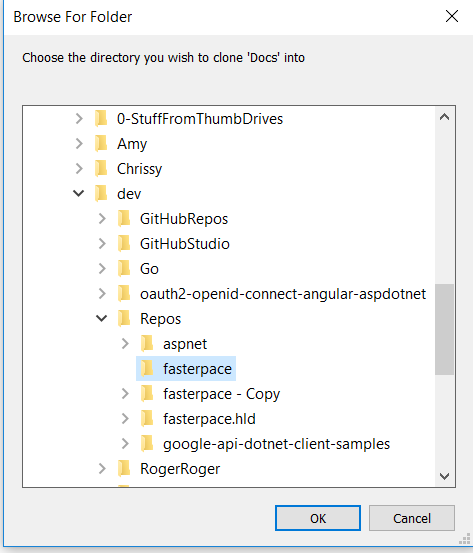 Browse For Folder
Choose the directory you wish to clone 'Docs' into
0-StuffFromThumbDrives
Amy
Chrissy
dev
GitHubRepos
GitHubStudio
Go
oauth2-openid-connect-angular-aspdotnet
Repos
aspnet
fasterpace
fasterpace - Copy
fasterpace.hld
google-api-dotnet-client-samples
RogerRoger
OK
Cancel